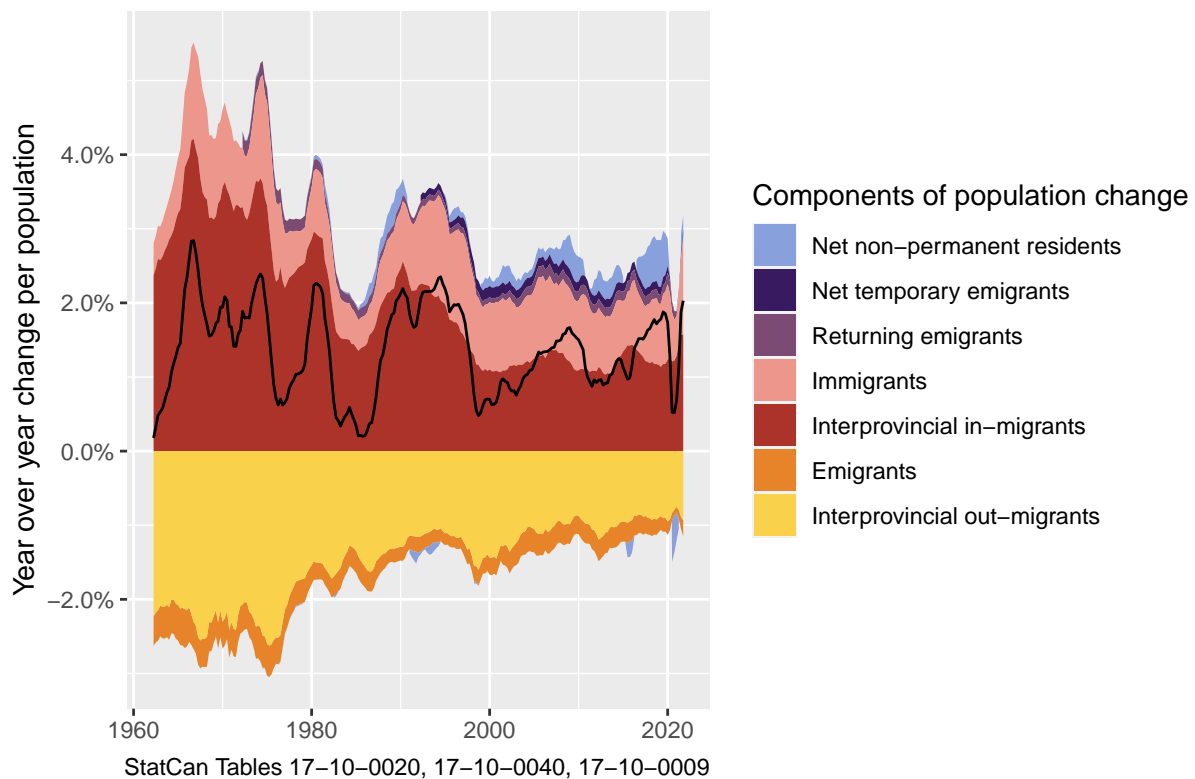 Year over year change per population
4.0%
2.0%
0.0%
−2.0%
1960
1980
2000
2020
StatCan Tables 17−10−0020, 17−10−0040, 17−10−0009
Components of population change
Net non−permanent residents
Net temporary emigrants
Returning emigrants
Immigrants
Interprovincial in−migrants
Emigrants
Interprovincial out−migrants